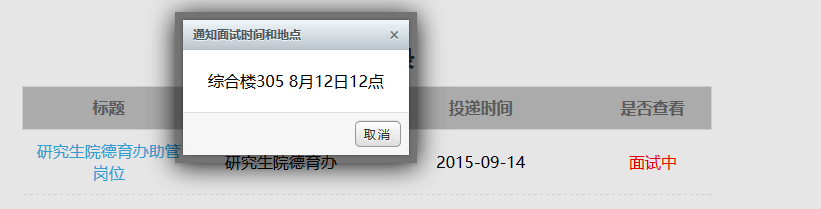 通知面试时间和地点 ×
录
综合楼305 8月12日12点
标题 投递时间 是否查看
取消
研究生院德育办助管岗位 研究生院德育办 2015-09-14 面试中